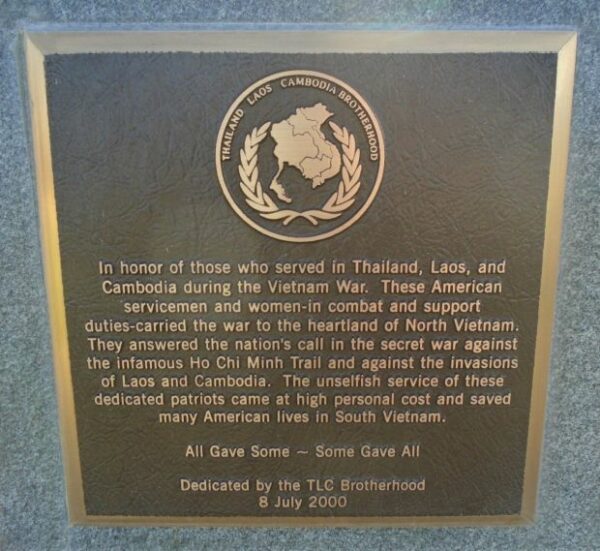 THAILAND LAOS CAMBODIA BROTHERHOOD
In honor of those who served in Thailand, Laos, and
Cambodia during the Vietnam War. These American
servicemen and women-in combat and support
duties-carried the war to the heartland of North Vietnam.
They answered the nation's call in the secret war against
the infamous Ho Chi Minh Trail and against the invasions
of Laos and Cambodia. The unselfish service of these
dedicated patriots came at high personal cost and saved
many American lives in South Vietnam.
All Gave Some ~ Some Gave All
Dedicated by the TLC Brotherhood
8 July 2000